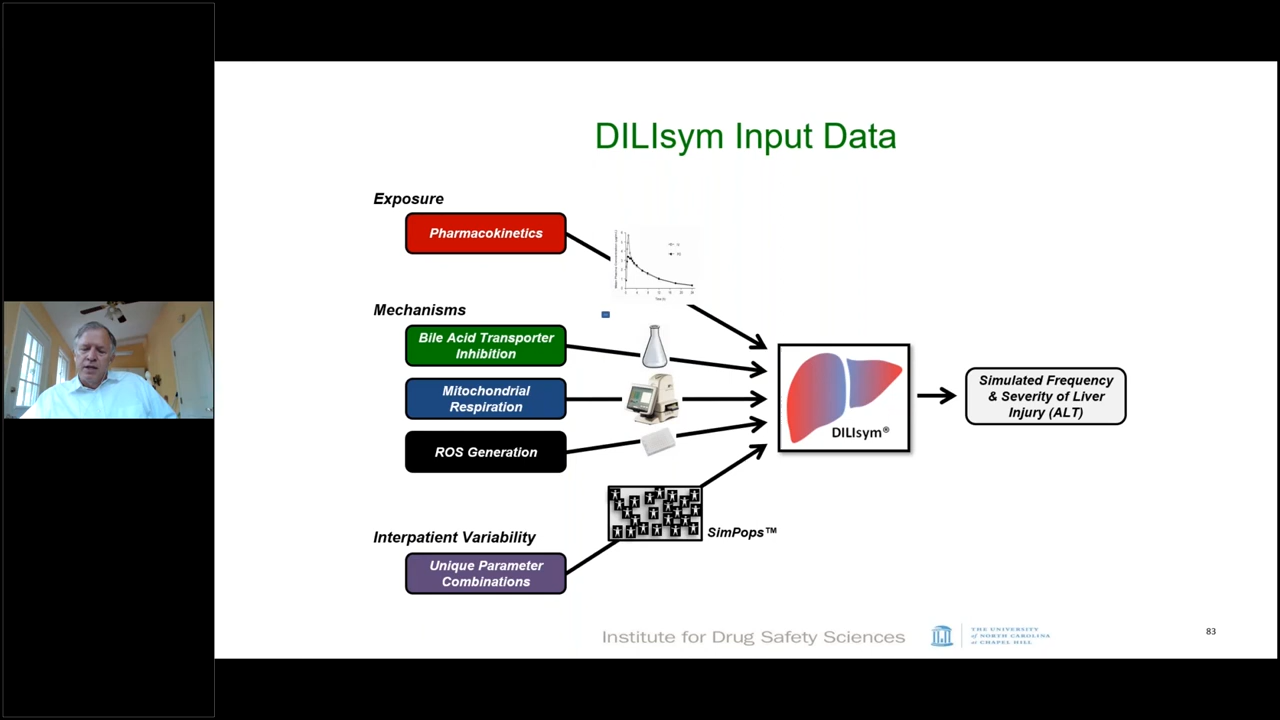 DILIsym Input Data
Exposure
Pharmacokinetics
Mechanisms
Bile Acid Transporter
Inhibition
Mitochondrial
Respiration
ROS Generation
Interpatient Variability
Unique Parameter
Combinations
SimPops™
DILIsym®
Simulated Frequency
& Severity of Liver
Injury (ALT)
Institute for Drug Safety Sciences
THE UNIVERSITY
of NORTH CAROLINA
at CHAPEL HILL
83